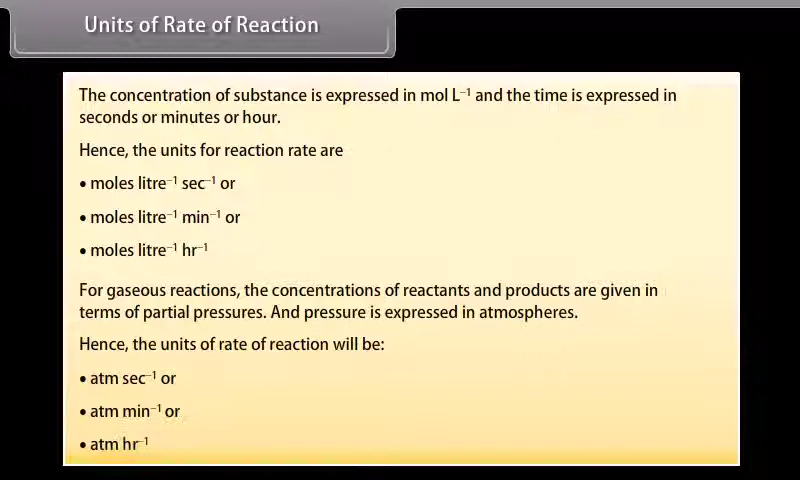 Units of Rate of Reaction
The concentration of substance is expressed in mol L⁻¹ and the time is expressed in
seconds or minutes or hour.
Hence, the units for reaction rate are
• moles litre⁻¹ sec⁻¹ or
• moles litre⁻¹ min⁻¹ or
• moles litre⁻¹ hr⁻¹
For gaseous reactions, the concentrations of reactants and products are given in
terms of partial pressures. And pressure is expressed in atmospheres.
Hence, the units of rate of reaction will be:
• atm sec⁻¹ or
• atm min⁻¹ or
• atm hr⁻¹